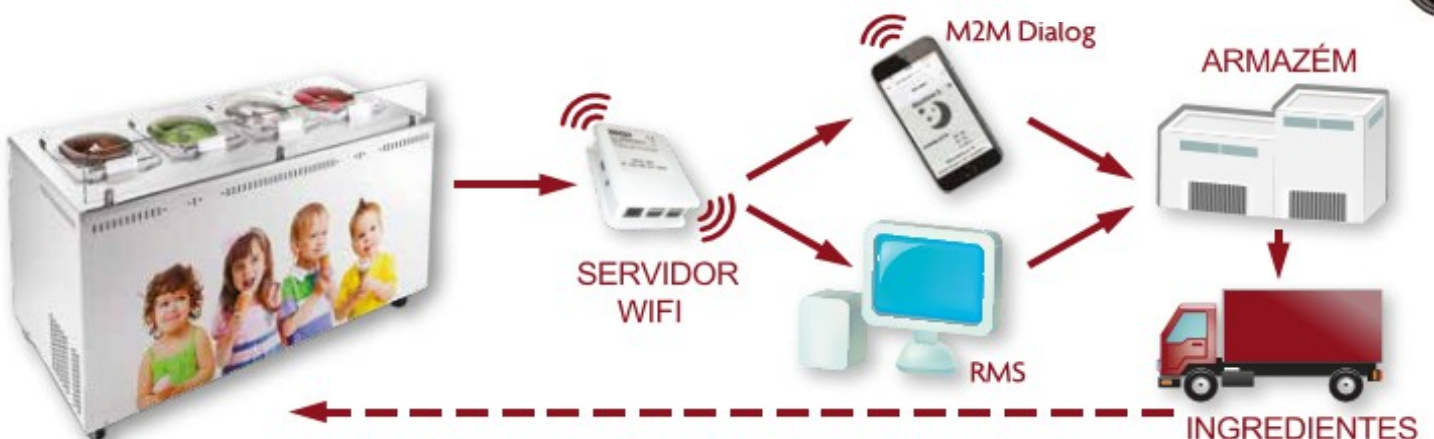 M2M Dialog
ARMAZÉM
SERVIDOR
WIFI
RMS
INGREDIENTES